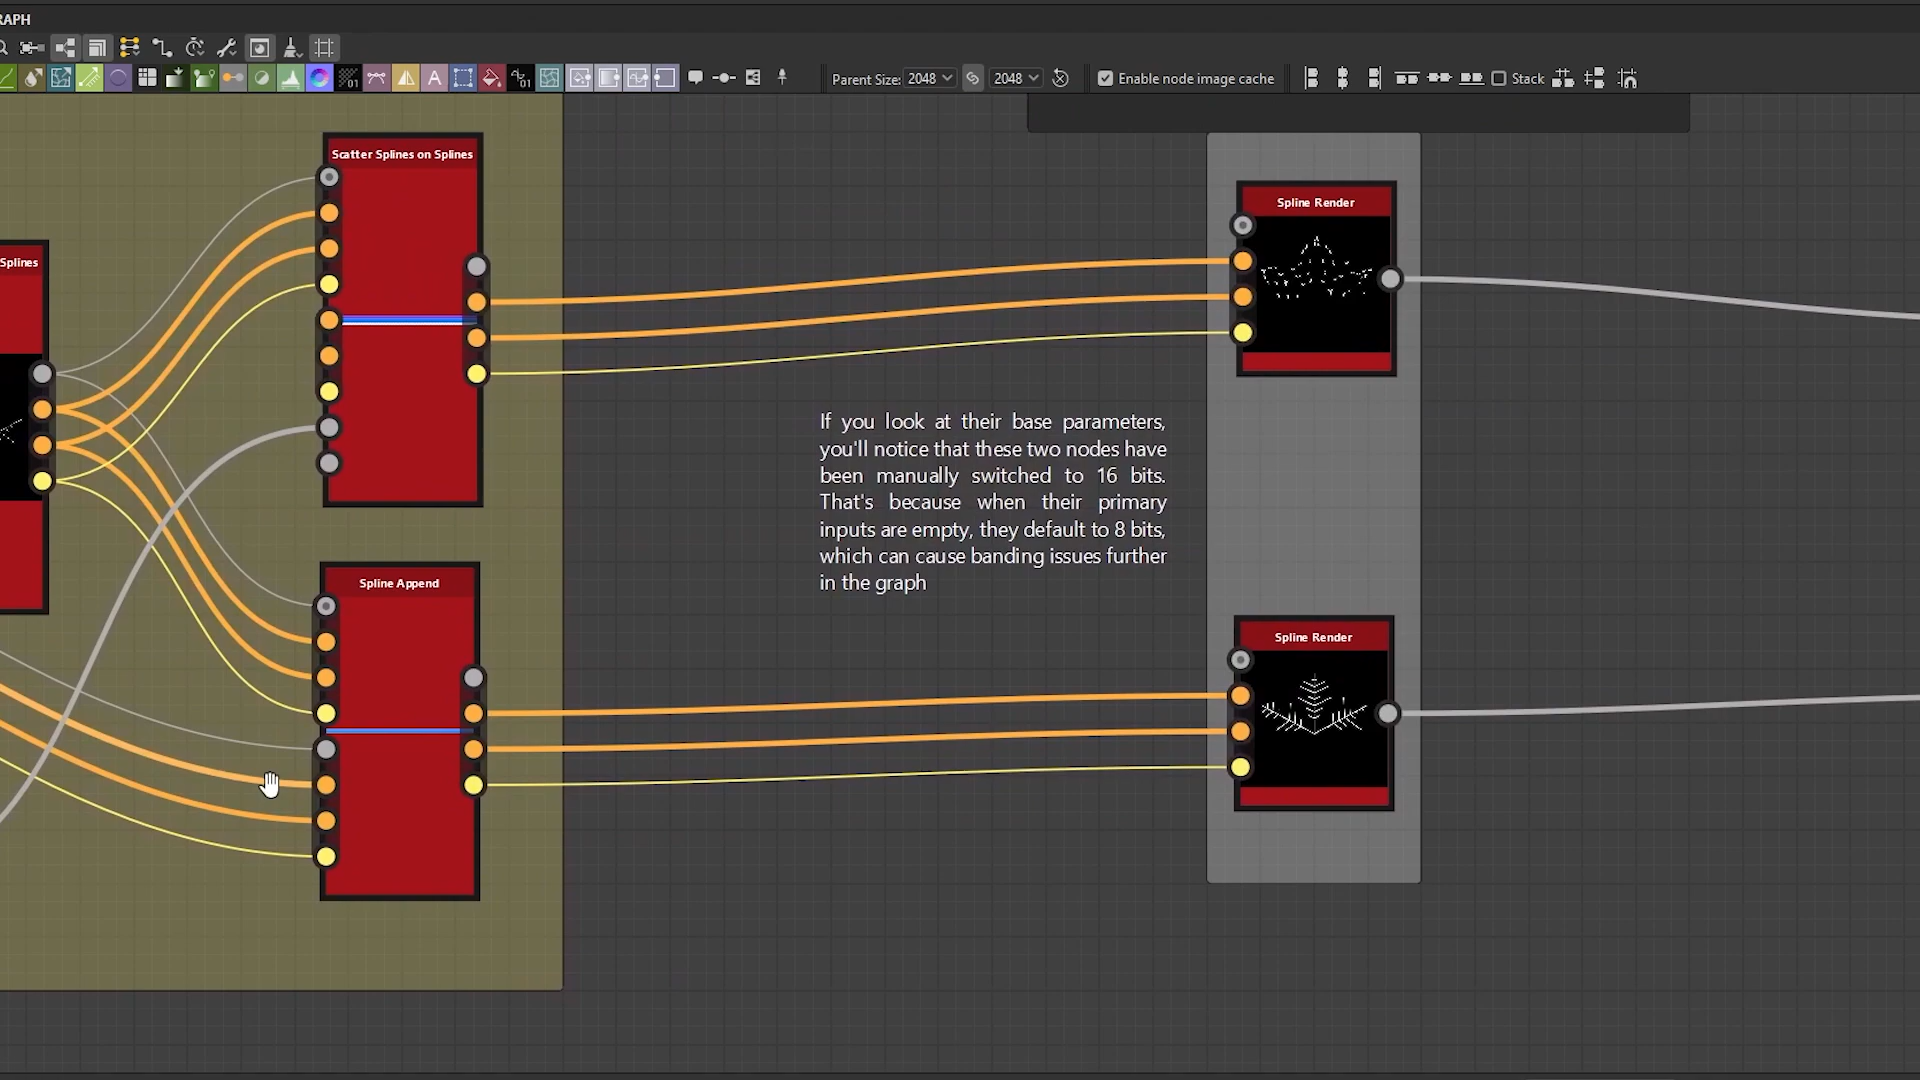 RAPH
Parent Size: 2048 2048 Enable node image cache Stack
Scatter Splines on Splines
Spline Render
Splines
If you look at their base parameters,
you'll notice that these two nodes have
been manually switched to 16 bits.
That's because when their primary
inputs are empty, they default to 8 bits,
which can cause banding issues further
in the graph
Spline Append
Spline Render